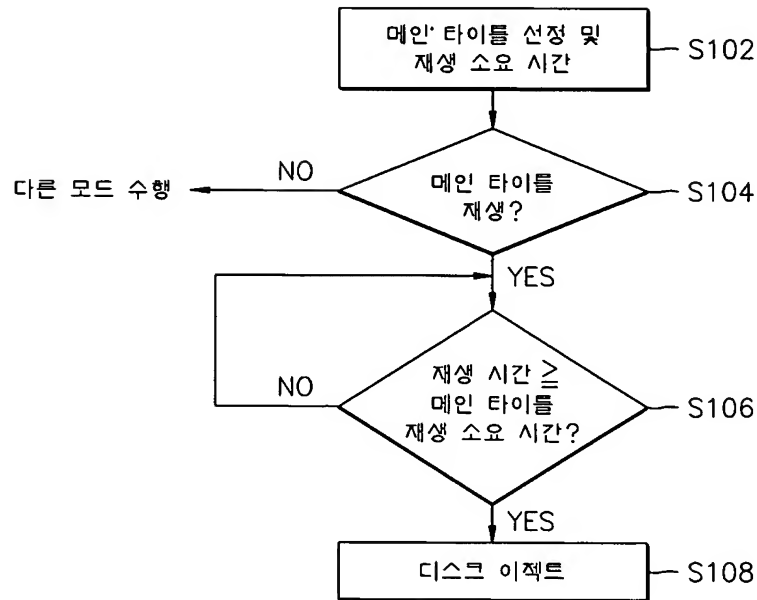 메인 타이틀 선정 및
재생 소요 시간
S102
NO
다른 모드 수행
메인 타이틀
재생?
S104
YES
NO
재생 시간 ≧
메인 타이틀
재생 소요 시간?
S106
YES
디스크 이젝트
S108